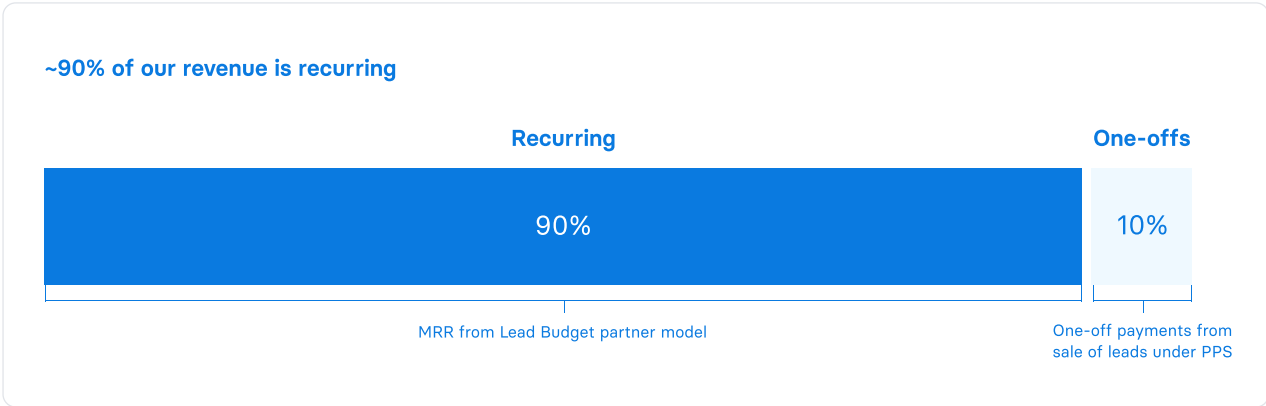 ~90% of our revenue is recurring
Recurring
One-offs
90%
10%
MRR from Lead Budget partner model
One-off payments from
sale of leads under PPS